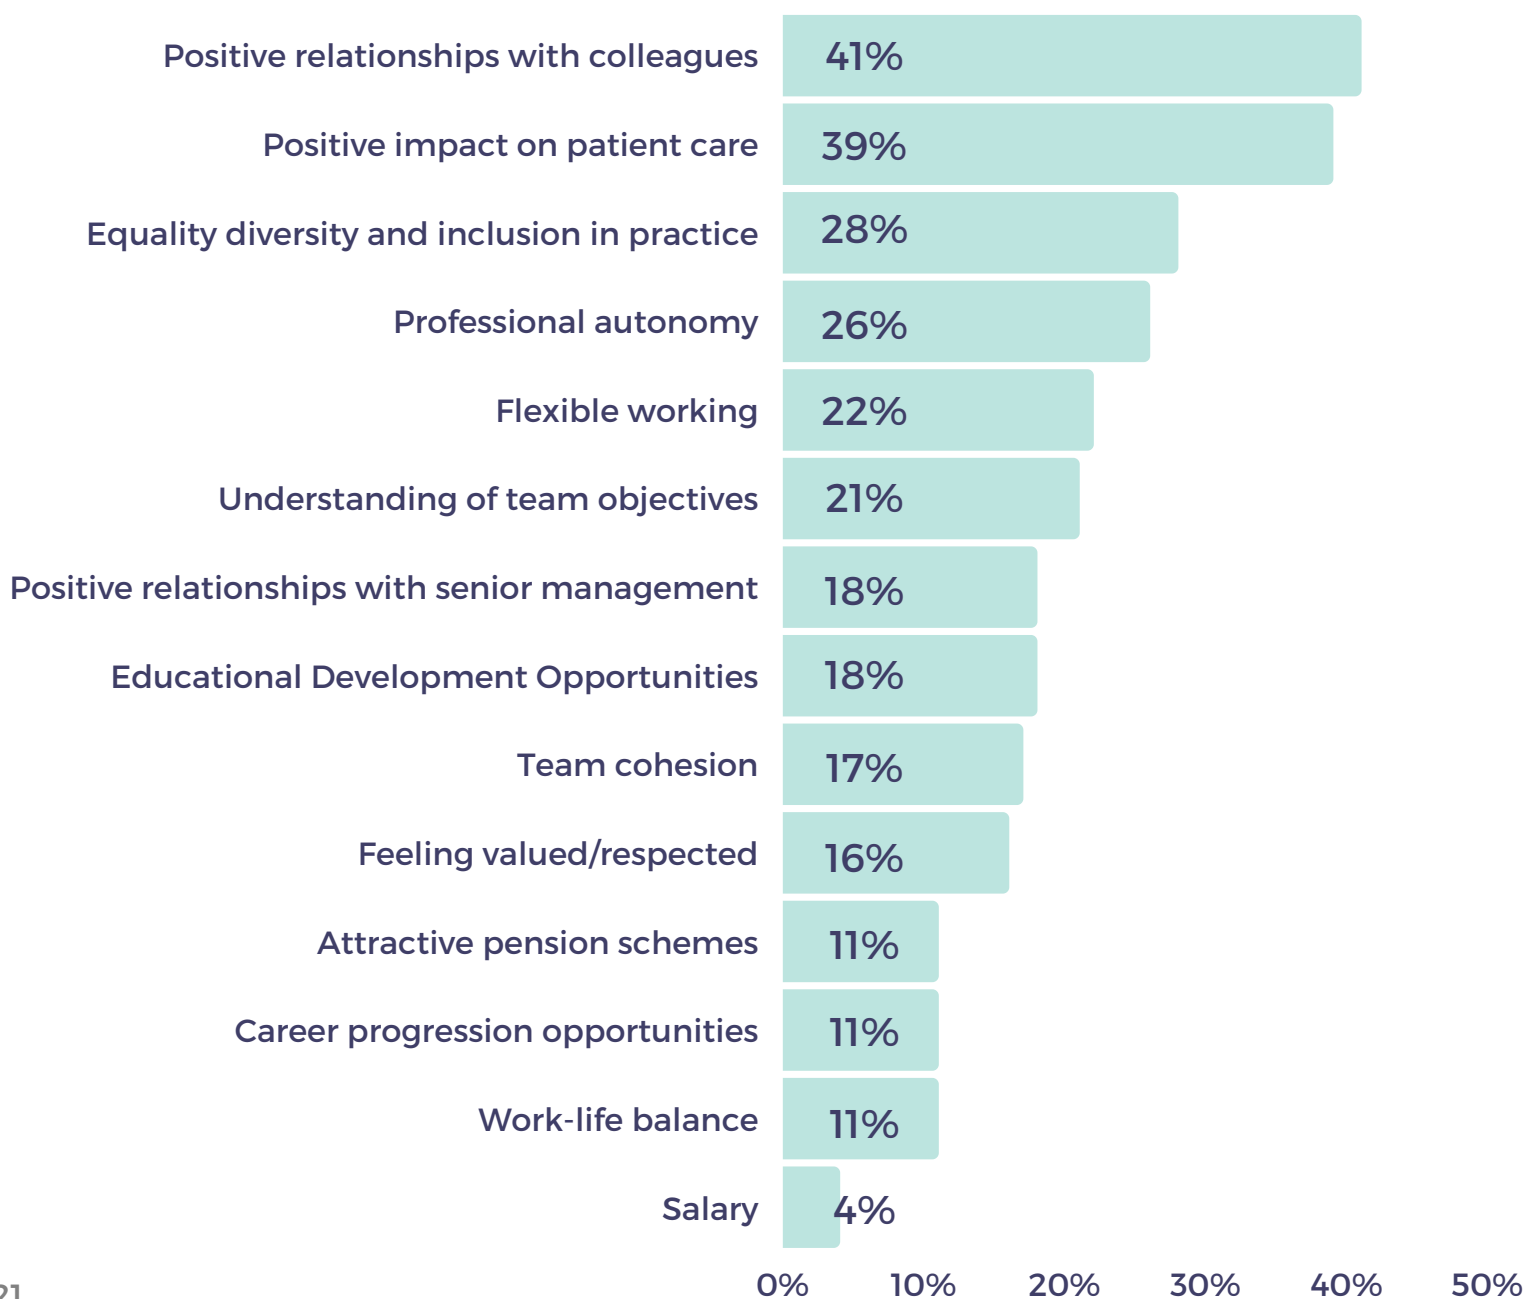 Positive relationships with colleagues 41%
Positive impact on patient care 39%
Equality diversity and inclusion in practice 28%
Professional autonomy 26%
Flexible working 22%
Understanding of team objectives 21%
Positive relationships with senior management 18%
Educational Development Opportunities 18%
Team cohesion 17%
Feeling valued/respected 16%
Attractive pension schemes 11%
Career progression opportunities 11%
Work-life balance 11%
Salary 4%
0% 10% 20% 30% 40% 50%
21